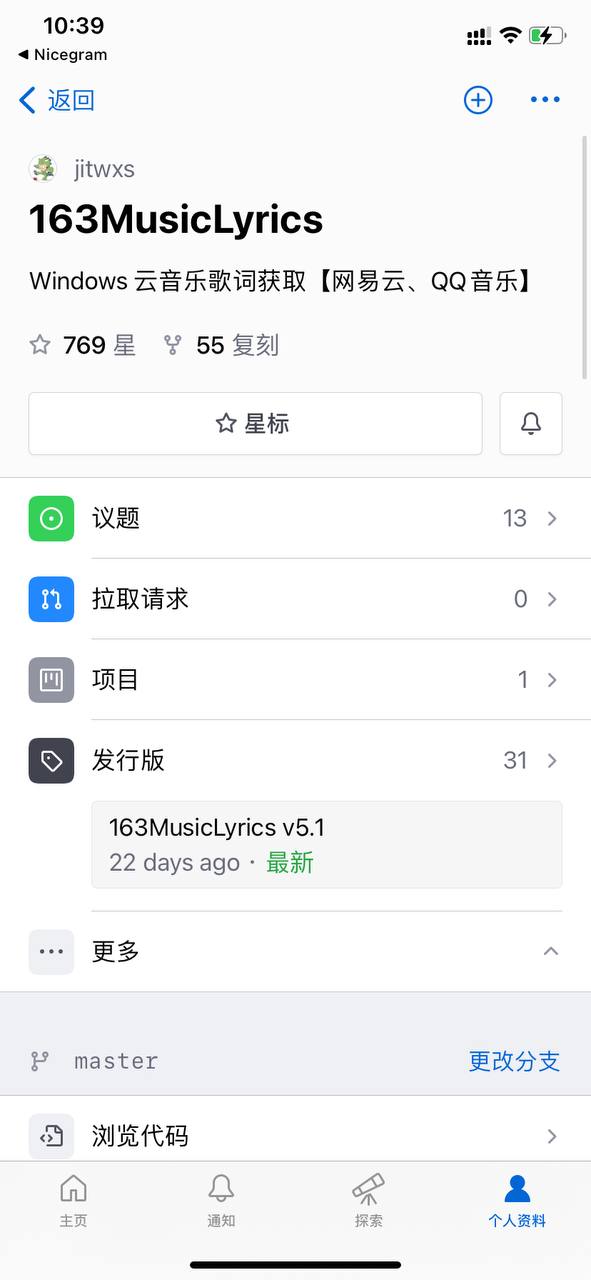 10:39
◀ Nicegram
返回
jitwxs
163MusicLyrics
Windows 云音乐歌词获取【网易云、QQ音乐】
769 星 55 复刻
星标
议题 13
拉取请求 0
项目 1
发行版 31
163MusicLyrics v5.1
22 days ago · 最新
更多
master 更改分支
浏览代码
主页 通知 探索 个人资料